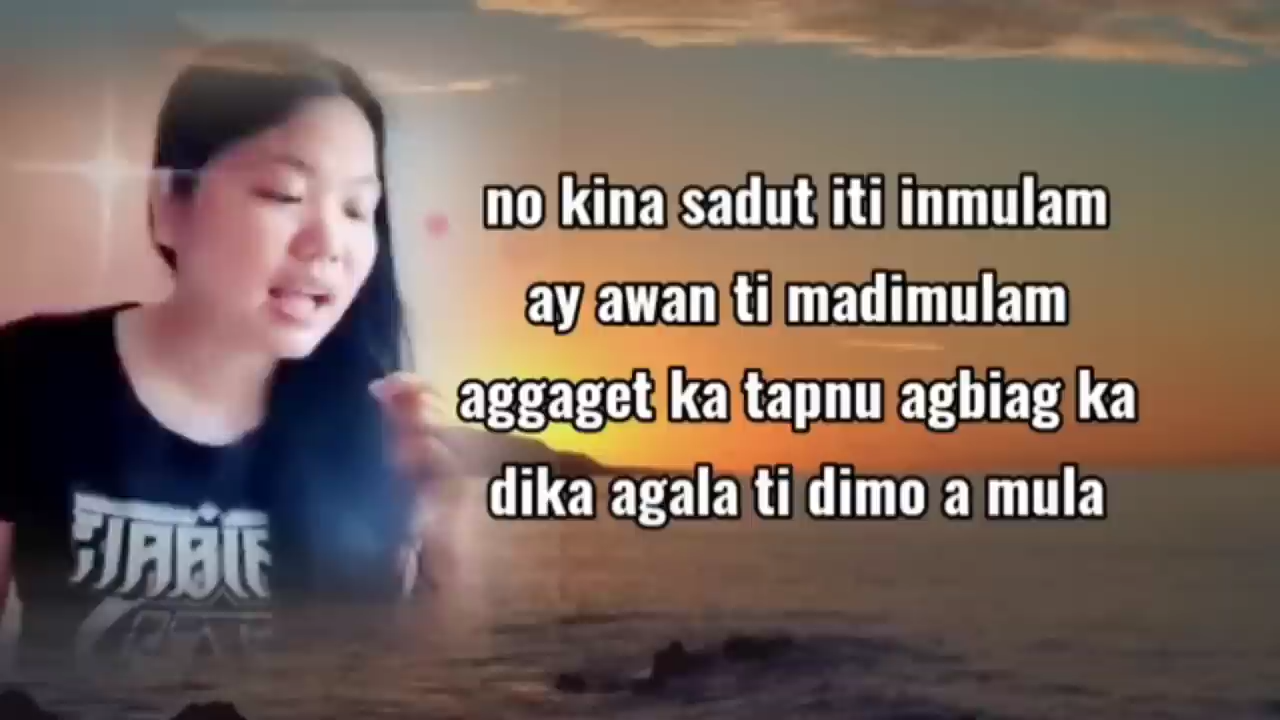 no kina sadut iti inmulam
ay awan ti madimulam
aggaget ka tapnu agbiag ka
dika agala ti dimo a mula